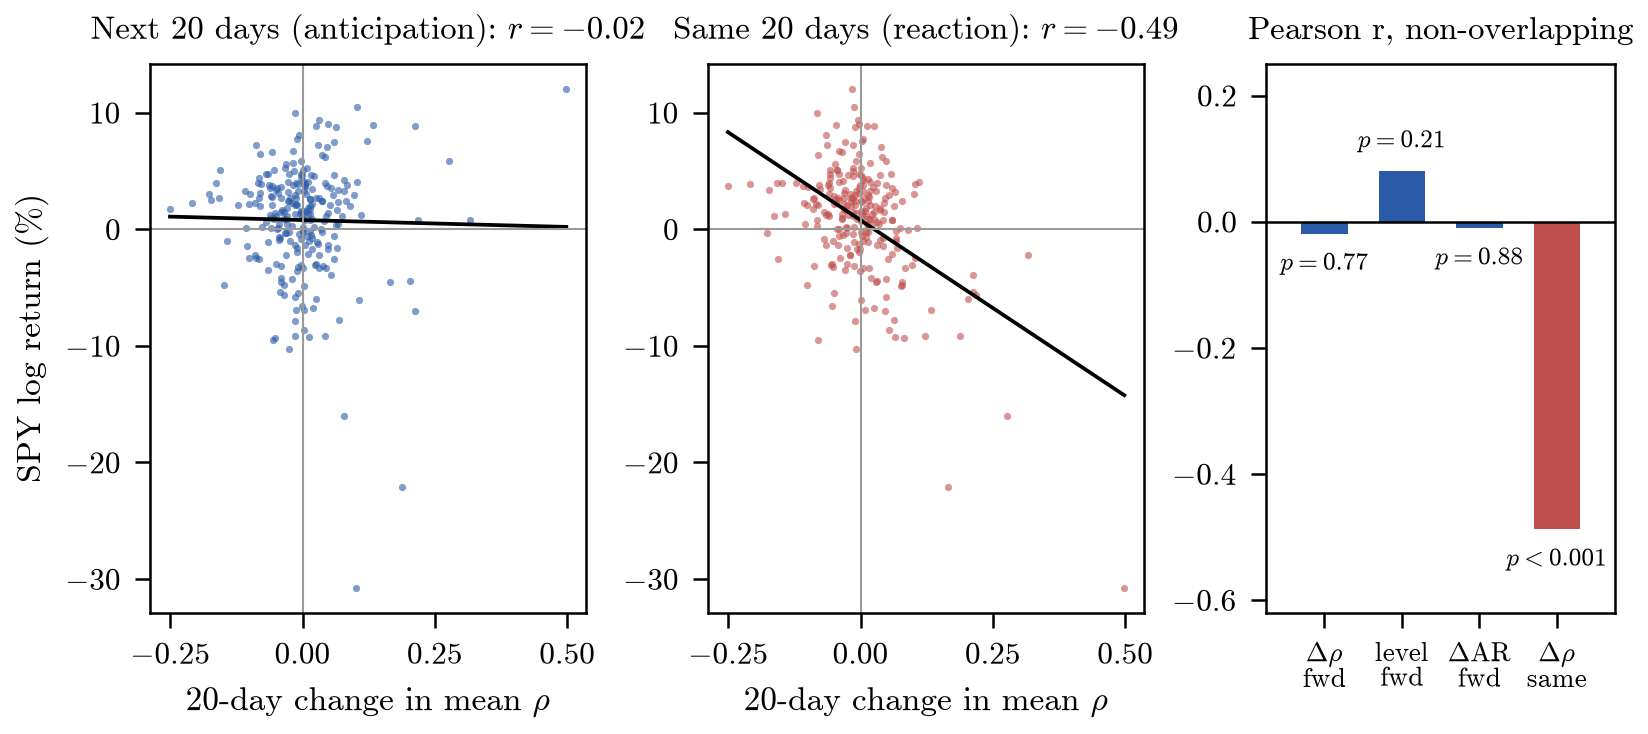 Next 20 days (anticipation): r = −0.02
Same 20 days (reaction): r = −0.49
Pearson r, non-overlapping
SPY log return (%)
10
0
−10
−20
−30
−0.25
0.00
0.25
0.50
20-day change in mean ρ
10
0
−10
−20
−30
−0.25
0.00
0.25
0.50
20-day change in mean ρ
0.2
0.0
−0.2
−0.4
−0.6
p = 0.77
p = 0.21
p = 0.88
p < 0.001
Δρ
fwd
level
fwd
ΔAR
fwd
Δρ
same